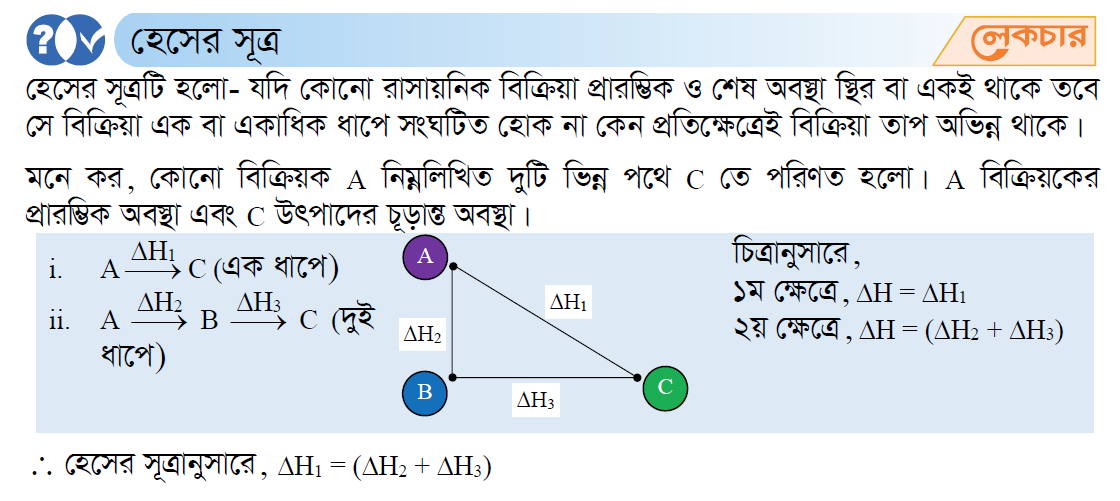 ?
হেসের সূত্র
লেকচার
হেসের সূত্রটি হলো- যদি কোনো রাসায়নিক বিক্রিয়া প্রারম্ভিক ও শেষ অবস্থা স্থির বা একই থাকে তবে
সে বিক্রিয়া এক বা একাধিক ধাপে সংঘটিত হোক না কেন প্রতিক্ষেত্রেই বিক্রিয়া তাপ অভিন্ন থাকে।
মনে কর, কোনো বিক্রিয়ক A নিম্নলিখিত দুটি ভিন্ন পথে C তে পরিণত হলো। A বিক্রিয়কের
প্রারম্ভিক অবস্থা এবং C উৎপাদের চূড়ান্ত অবস্থা।
ΔH₁
i. A ⟶ C (এক ধাপে)
ΔH₂ ΔH₃
ii. A ⟶ B ⟶ C (দুই
ধাপে)
A
ΔH₁
ΔH₂
B
C
ΔH₃
চিত্রানুসারে,
১ম ক্ষেত্রে, ΔH = ΔH₁
২য় ক্ষেত্রে, ΔH = (ΔH₂ + ΔH₃)
∴ হেসের সূত্রানুসারে, ΔH₁ = (ΔH₂ + ΔH₃)